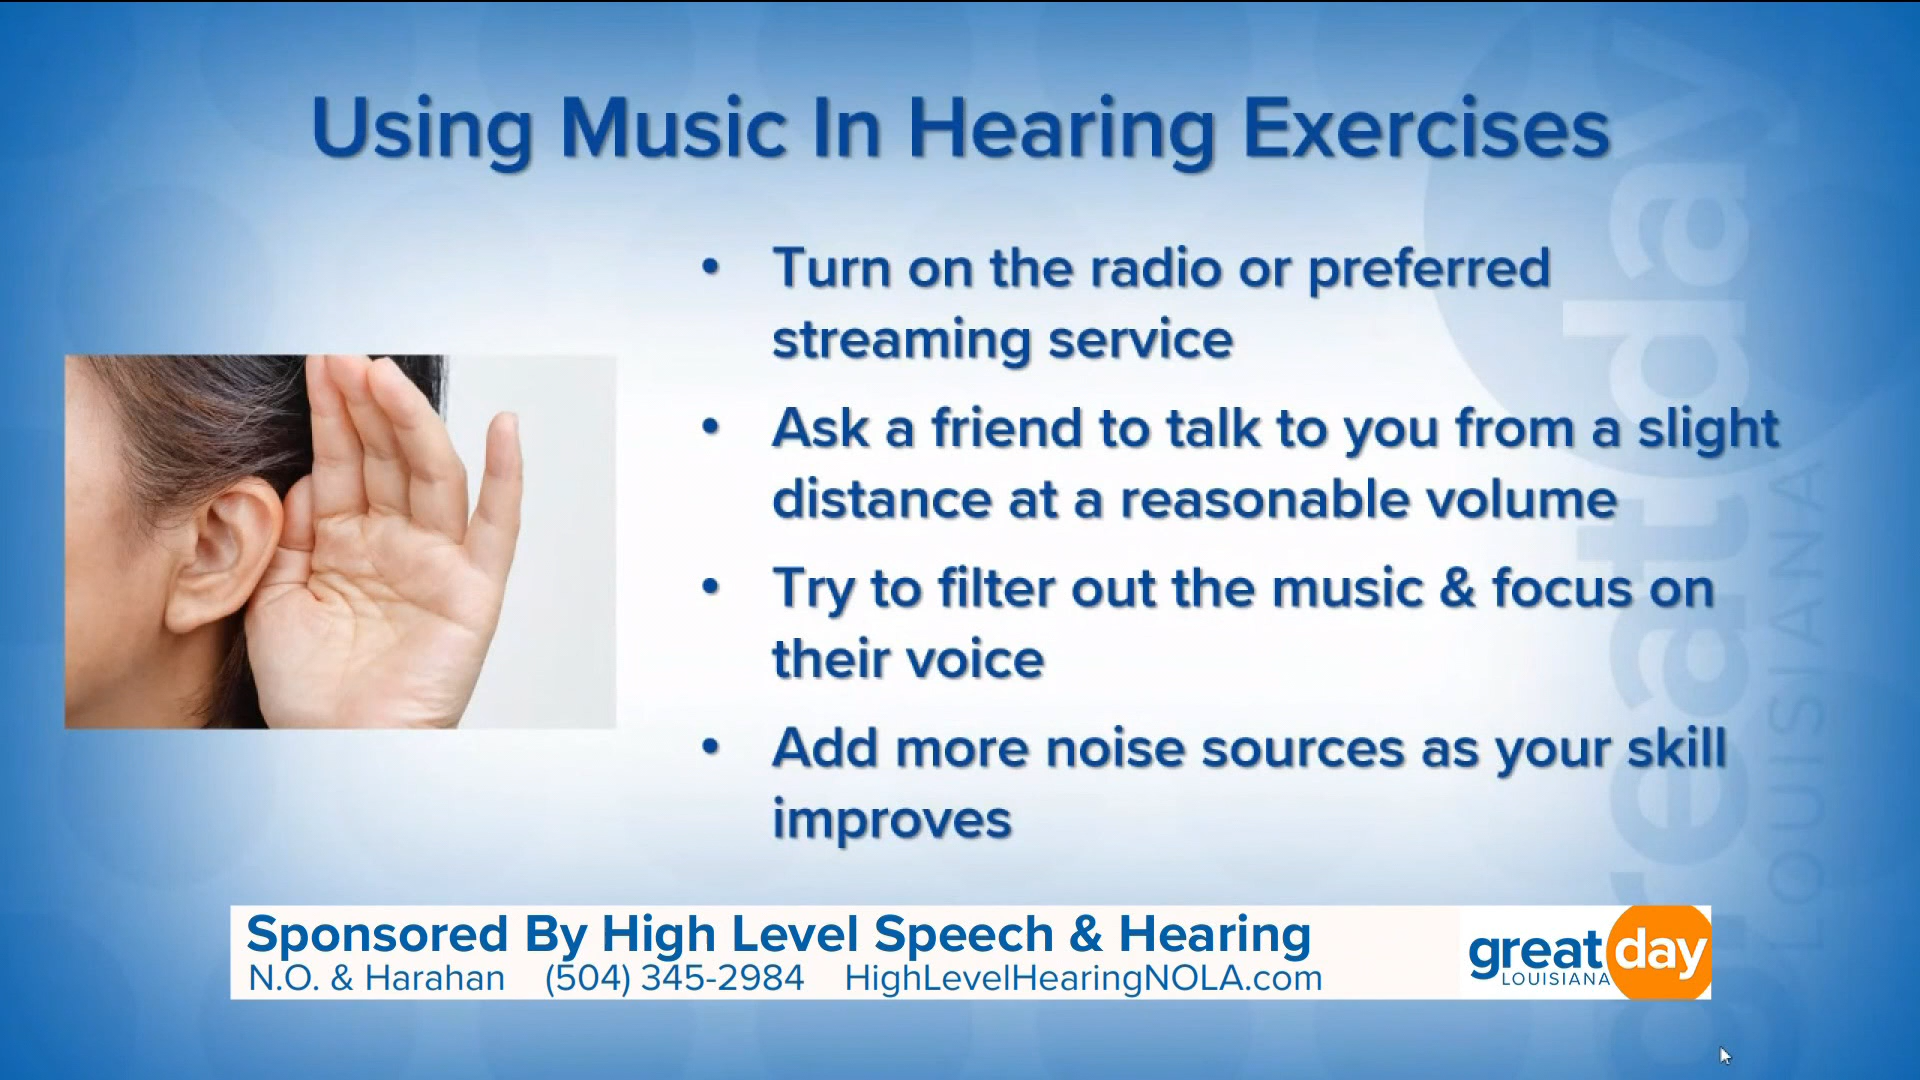 Using Music In Hearing Exercises
• Turn on the radio or preferred
streaming service
• Ask a friend to talk to you from a slight
distance at a reasonable volume
• Try to filter out the music & focus on
their voice
• Add more noise sources as your skill
improves
great day
LOUISIANA
Sponsored By High Level Speech & Hearing
N.O. & Harahan (504) 345-2984 HighLevelHearingNOLA.com
great day
LOUISIANA